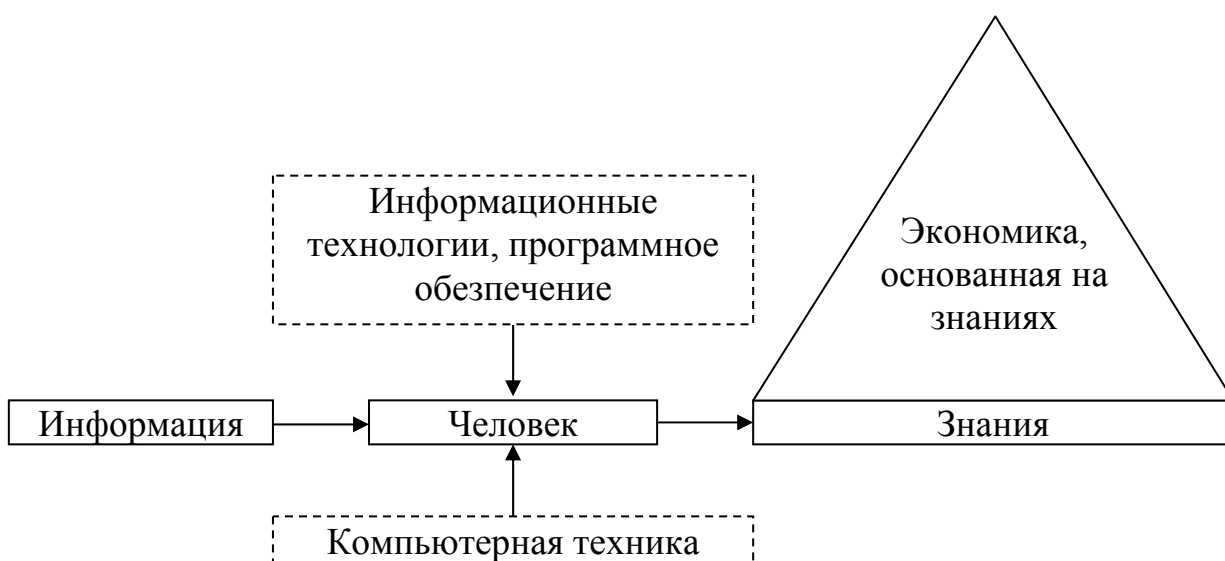 Информационные
технологии, программное
обезпечение
Экономика,
основанная на
знаниях
Информация
Человек
Знания
Компьютерная техника